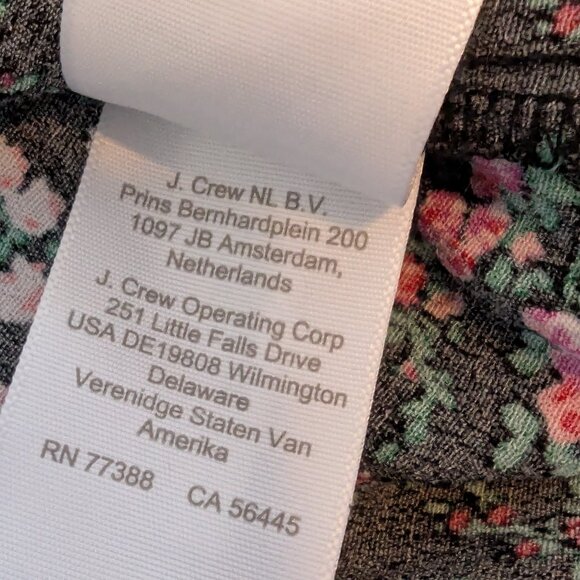 J. Crew NL B.V.
Prins Bernhardplein 200
1097 JB Amsterdam,
Netherlands
J. Crew Operating Corp
251 Little Falls Drive
USA DE19808 Wilmington
Delaware
Verenidge Staten Van
Amerika
RN 77388 CA 56445